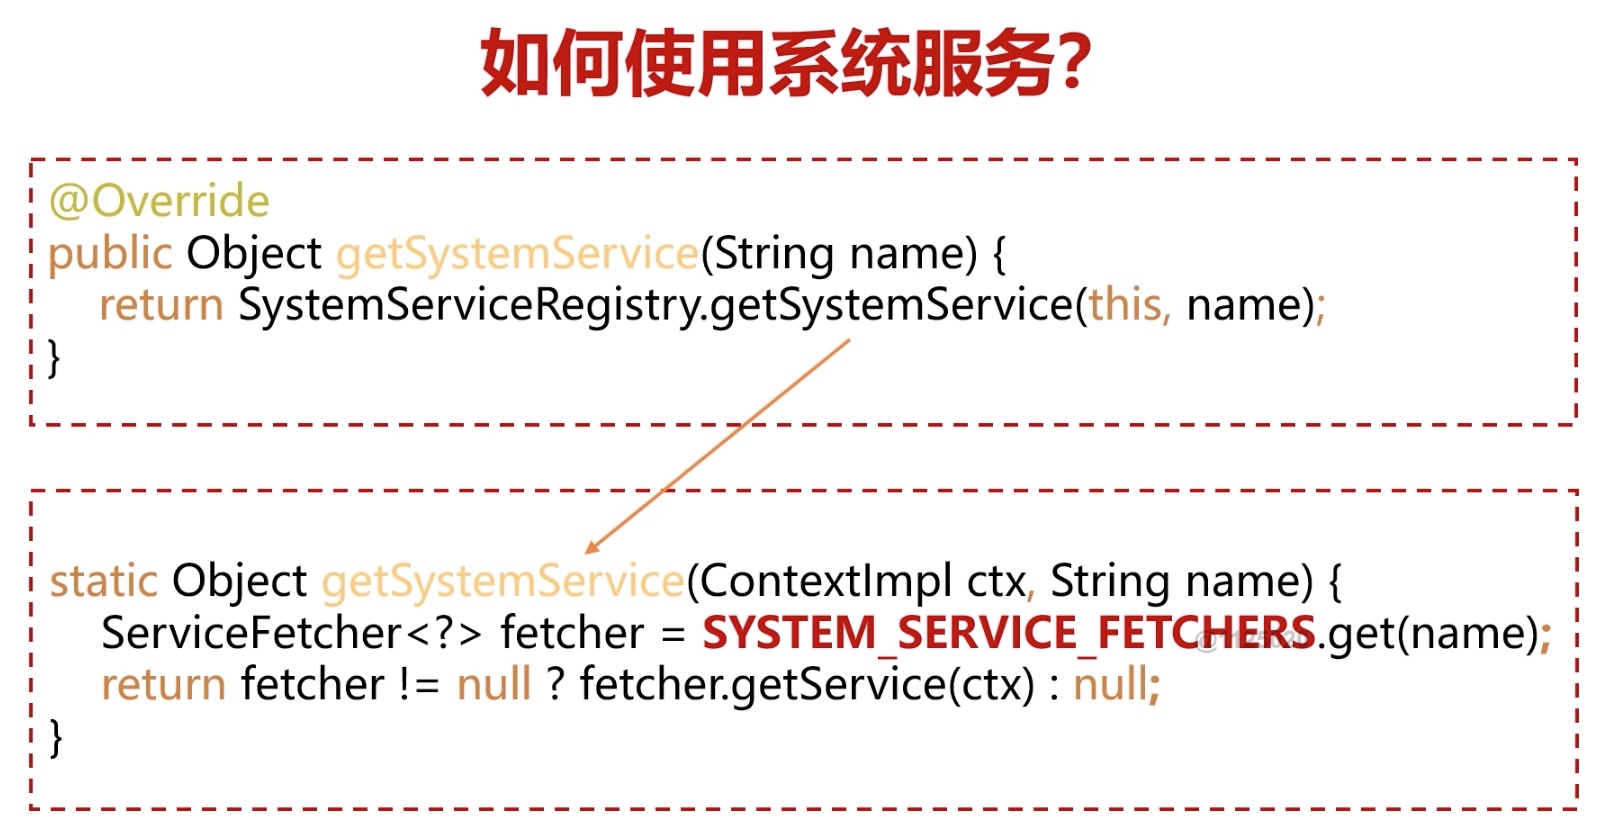 如何使用系统服务?
@Override
public Object getSystemService(String name) {
return SystemServiceRegistry.getSystemService(this, name);
}
static Object getSystemService(ContextImpl ctx, String name) {
ServiceFetcher<?> fetcher = SYSTEM_SERVICE_FETCHERS.get(name);
return fetcher != null ? fetcher.getService(ctx) : null;
}